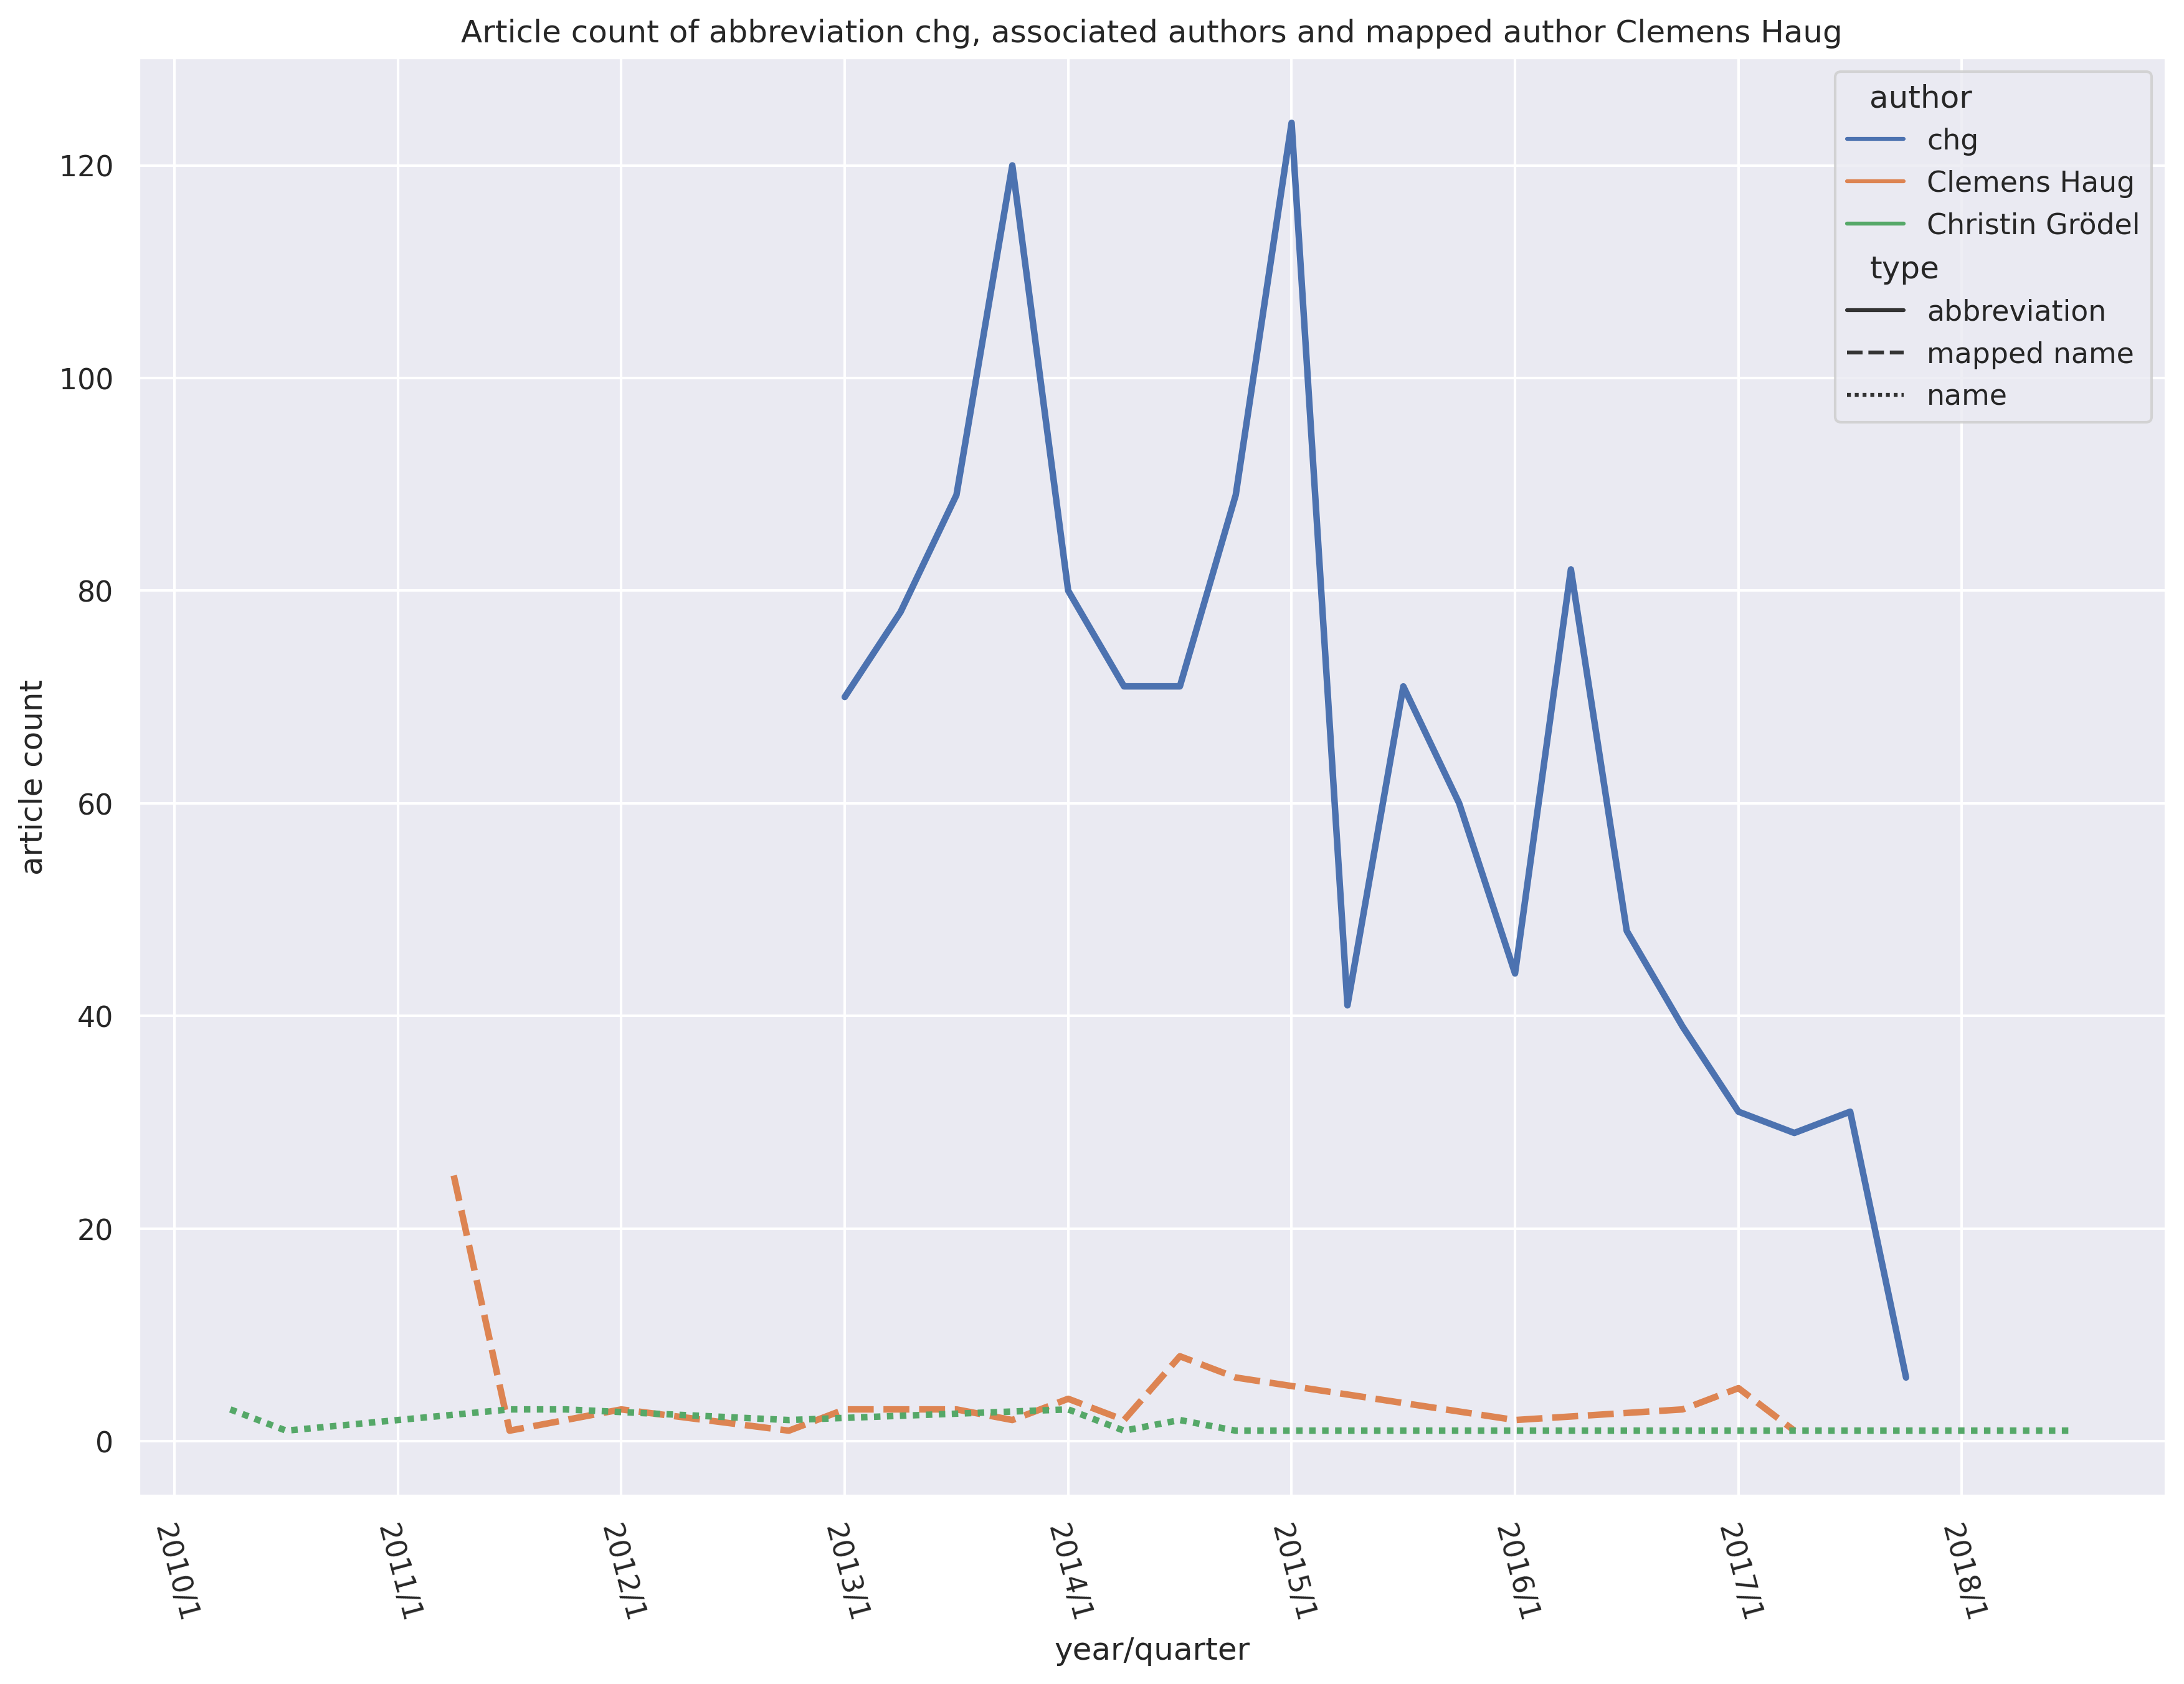 Article count of abbreviation chg, associated authors and mapped author Clemens Haug
author
chg
Clemens Haug
Christin Grödel
type
abbreviation
mapped name
name
article count
120
100
80
60
40
20
0
2010/1
2011/1
2012/1
2013/1
2014/1
2015/1
2016/1
2017/1
2018/1
year/quarter